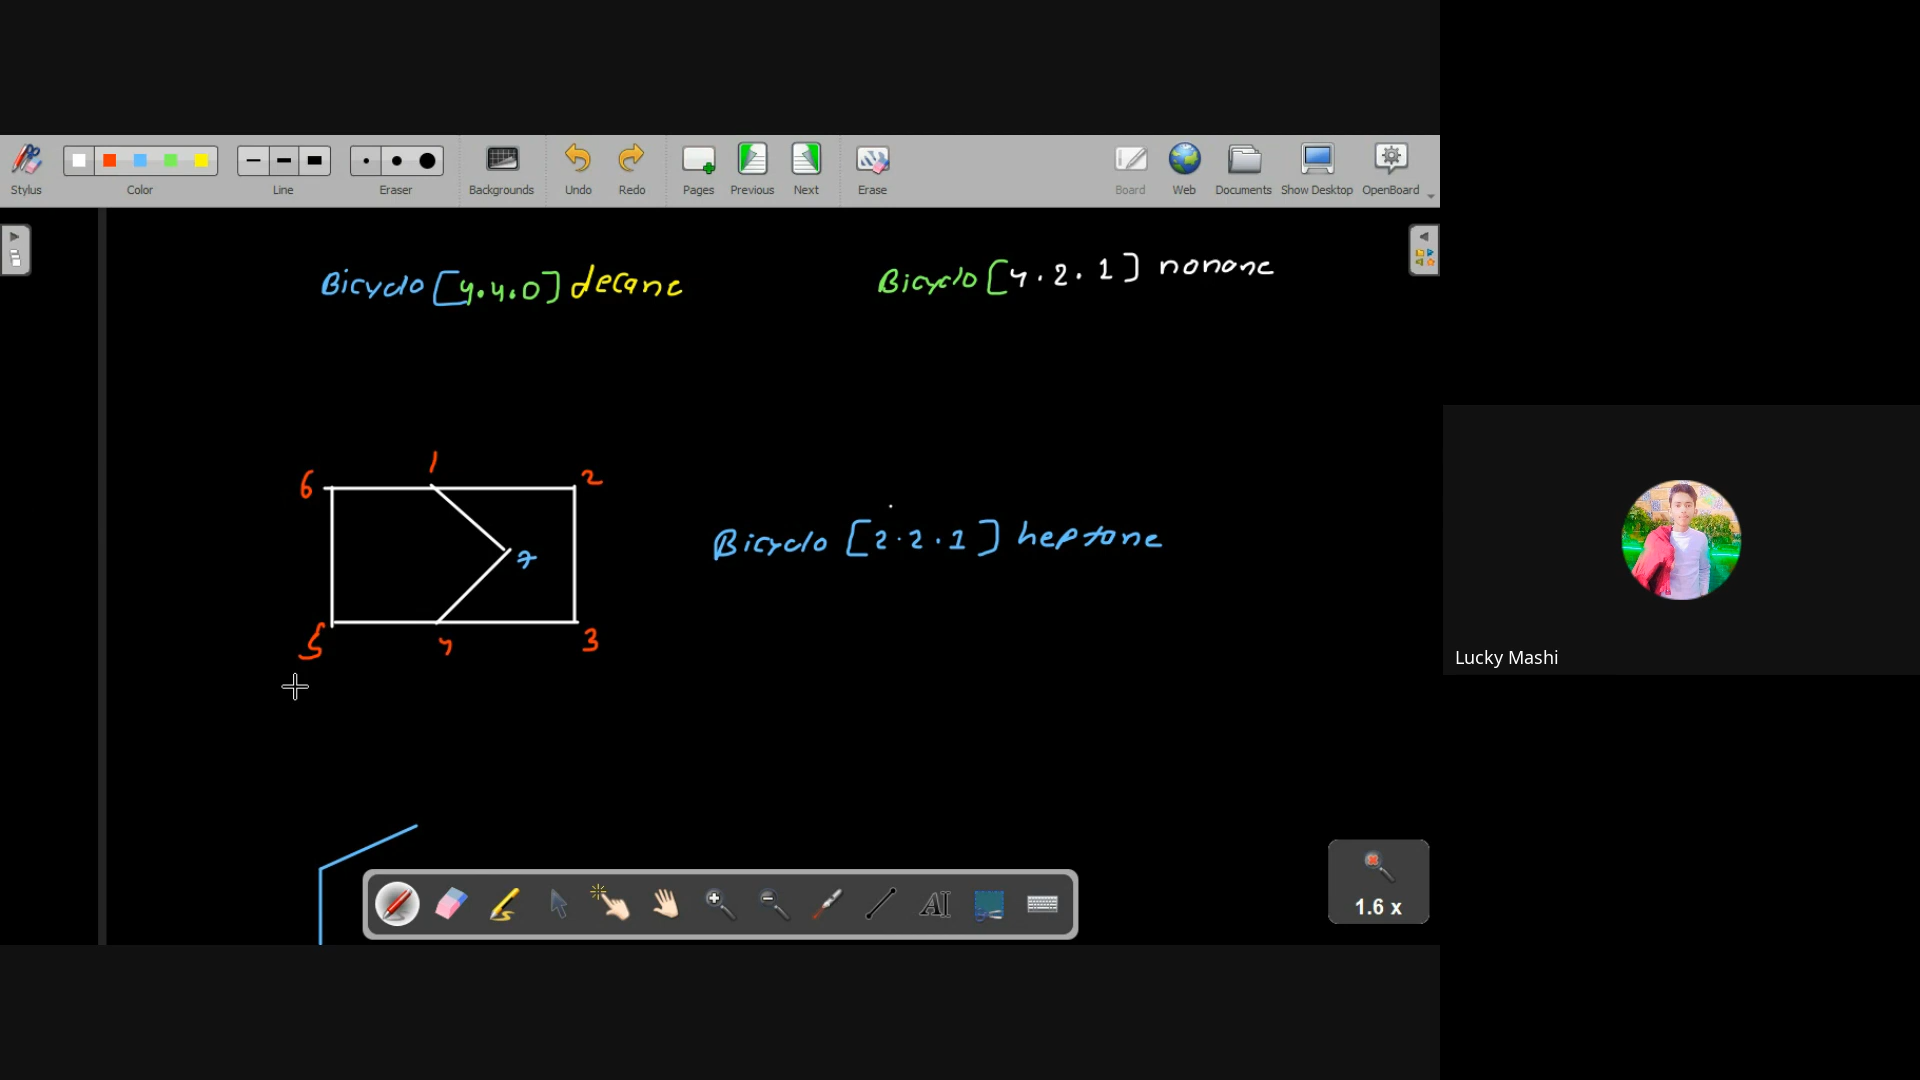 Stylus Color Line Eraser Backgrounds Undo Redo Pages Previous Next Erase Board Web Documents Show Desktop OpenBoard
Bicyclo [4.4.0] decane
Bicyclo [4.2.1] nonane
1
6
2
7
Bicyclo [2.2.1] heptane
5
4
3
Lucky Mashi
AI
1.6 x